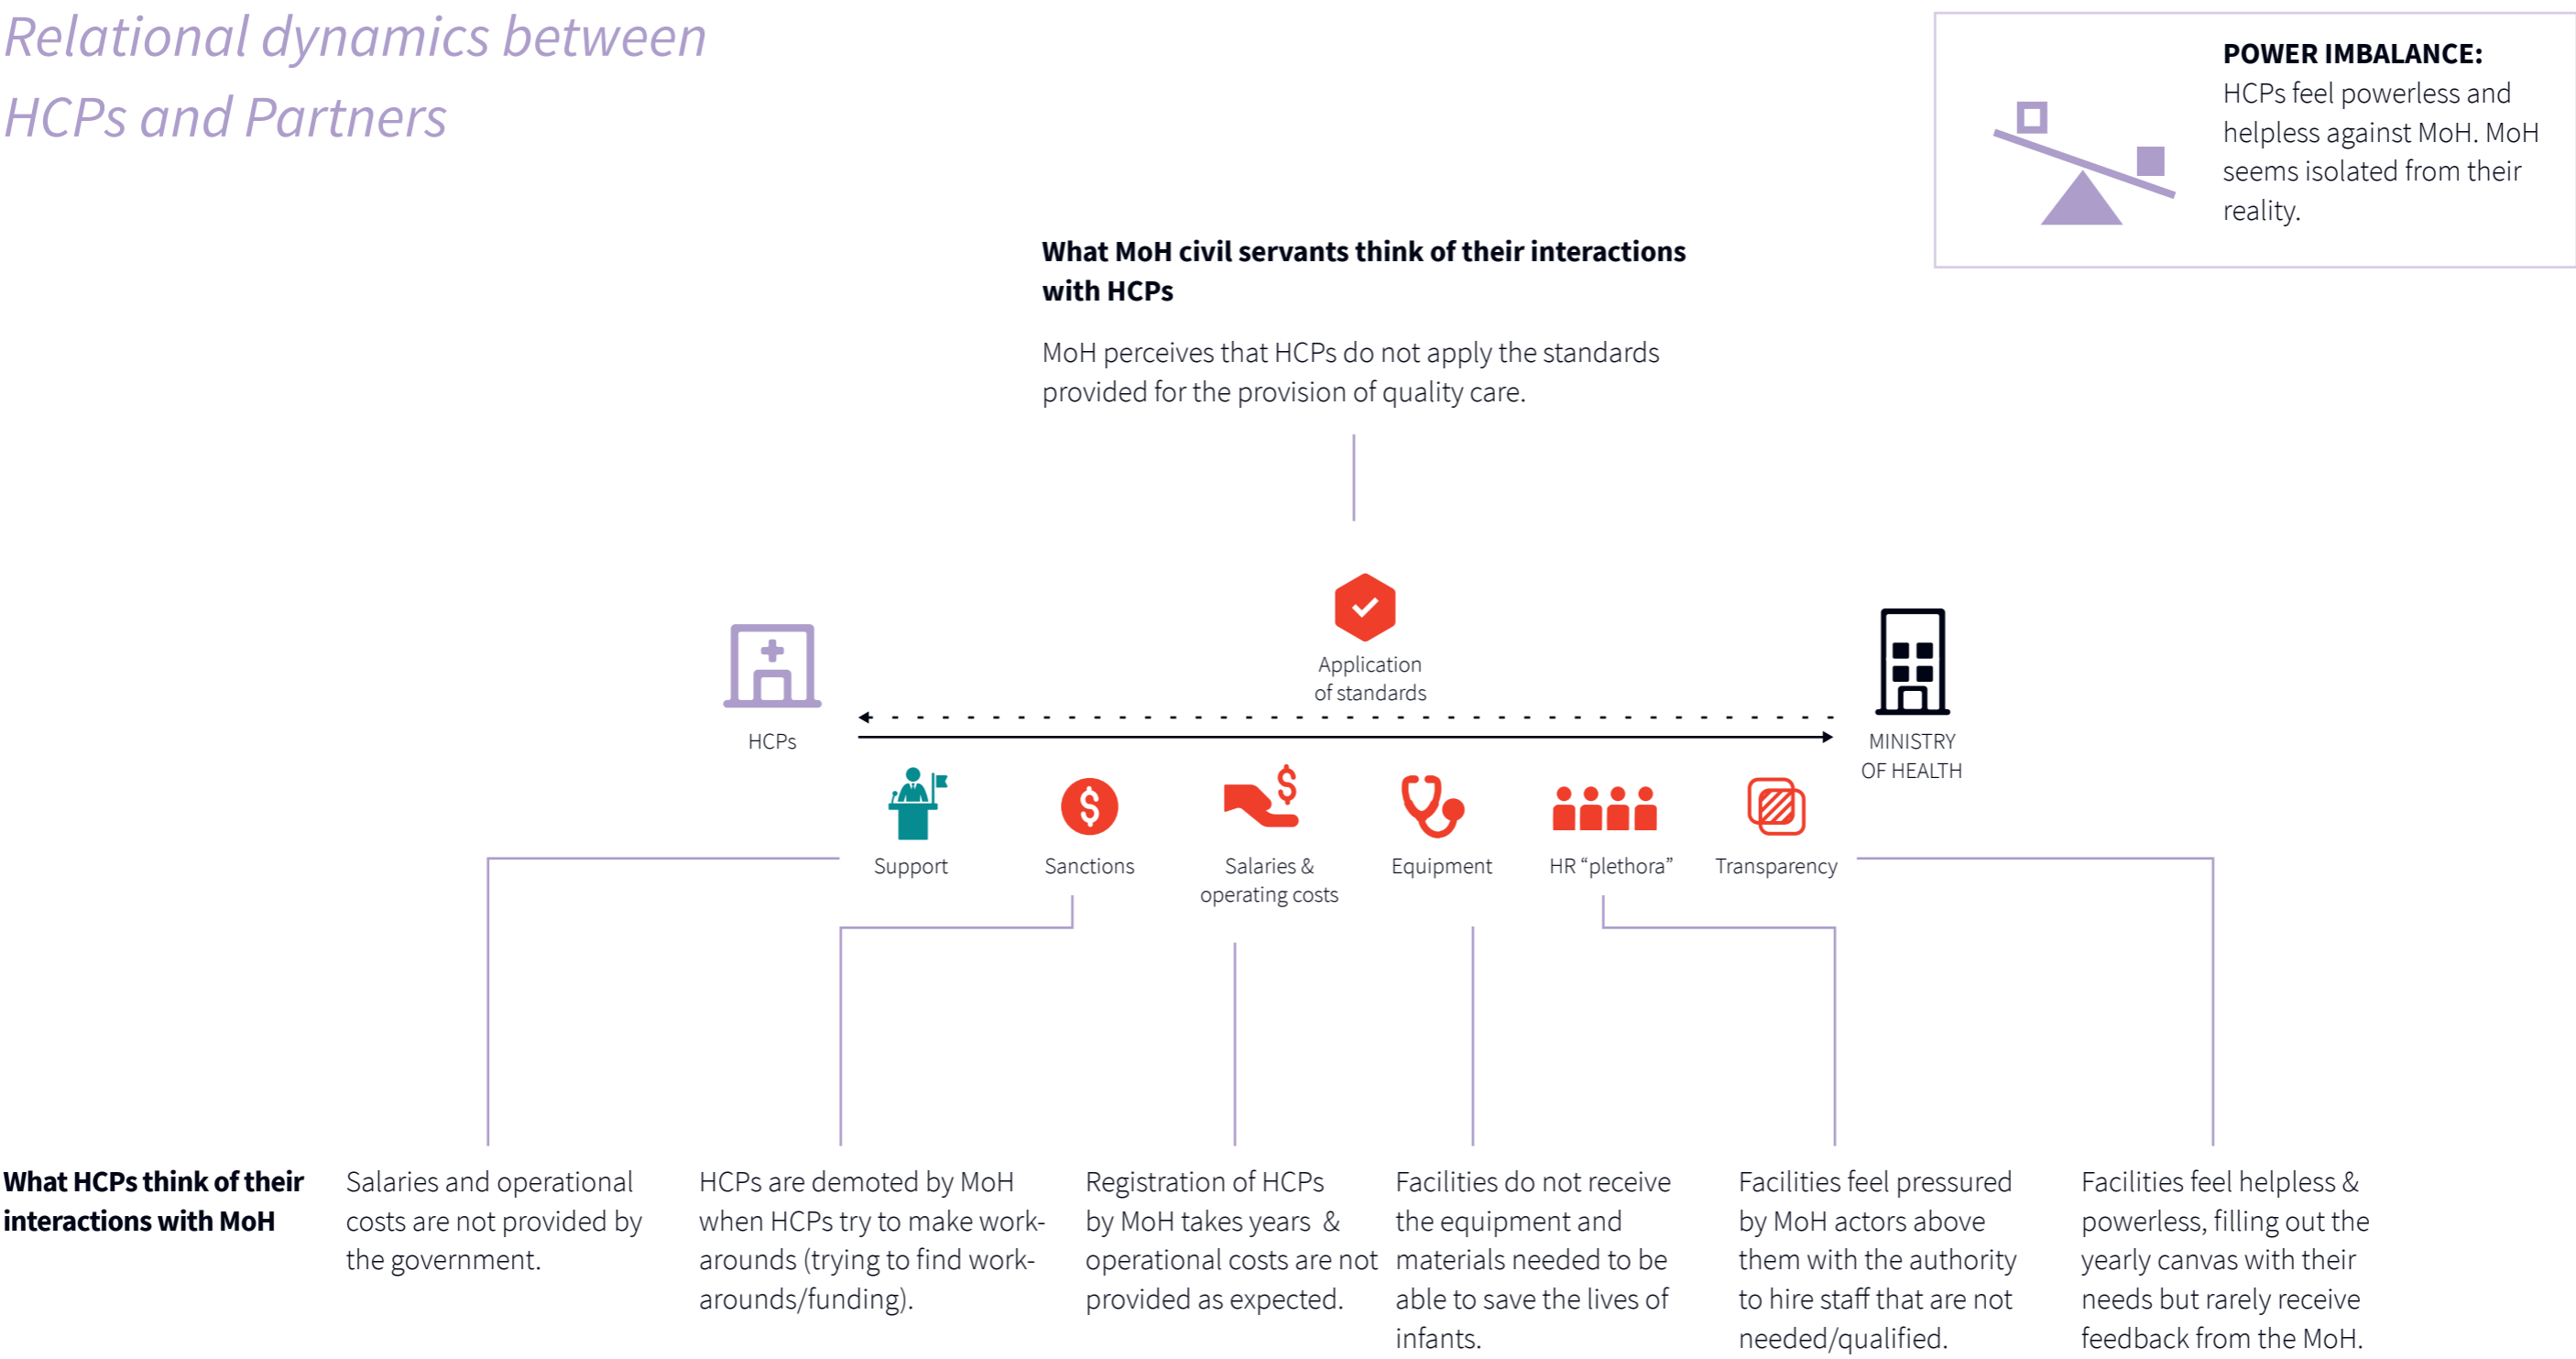 Relational dynamics between
HCPs and Partners
POWER IMBALANCE:
HCPs feel powerless and
helpless against MoH. MoH
seems isolated from their
reality.
What MoH civil servants think of their interactions
with HCPs
MoH perceives that HCPs do not apply the standards
provided for the provision of quality care.
Application
of standards
HCPs
MINISTRY
OF HEALTH
Support
Sanctions
Salaries &
operating costs
Equipment
HR “plethora”
Transparency
What HCPs think of their
interactions with MoH
Salaries and operational
costs are not provided by
the government.
HCPs are demoted by MoH
when HCPs try to make work-
arounds (trying to find work-
arounds/funding).
Registration of HCPs
by MoH takes years &
operational costs are not
provided as expected.
Facilities do not receive
the equipment and
materials needed to be
able to save the lives of
infants.
Facilities feel pressured
by MoH actors above
them with the authority
to hire staff that are not
needed/qualified.
Facilities feel helpless &
powerless, filling out the
yearly canvas with their
needs but rarely receive
feedback from the MoH.